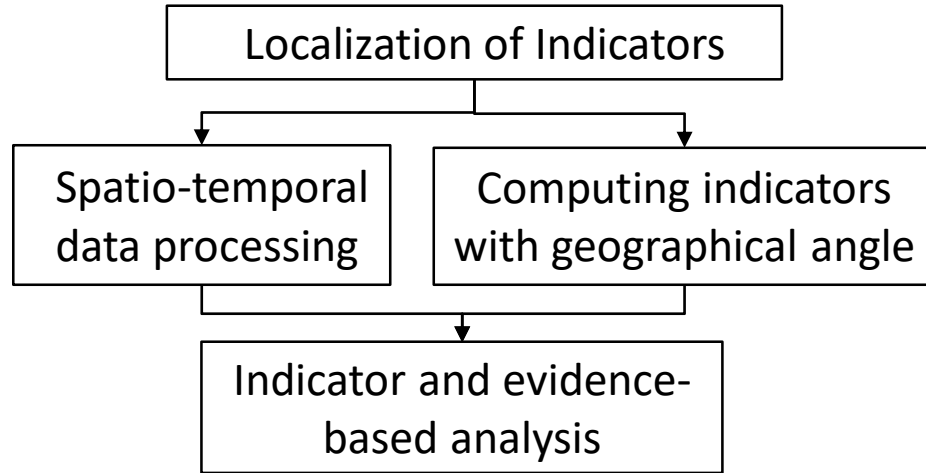 Localization of Indicators
Spatio-temporal
data processing
Computing indicators
with geographical angle
Indicator and evidence-
based analysis